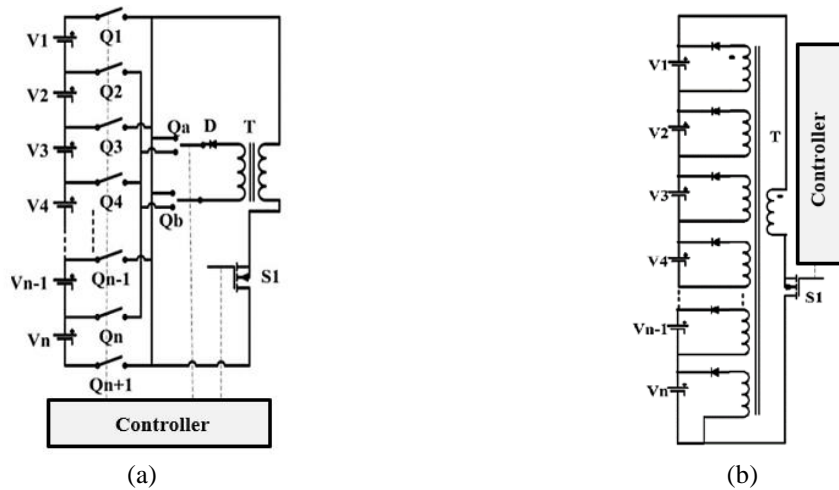 V1
Q1
V2
Q2
V3
Q3
V4
Q4
Qa
D
T
Qb
Vn-1
Qn-1
S1
Vn
Qn
Qn+1
Controller
(a)
V1
V2
V3
T
V4
Controller
S1
Vn-1
Vn
(b)